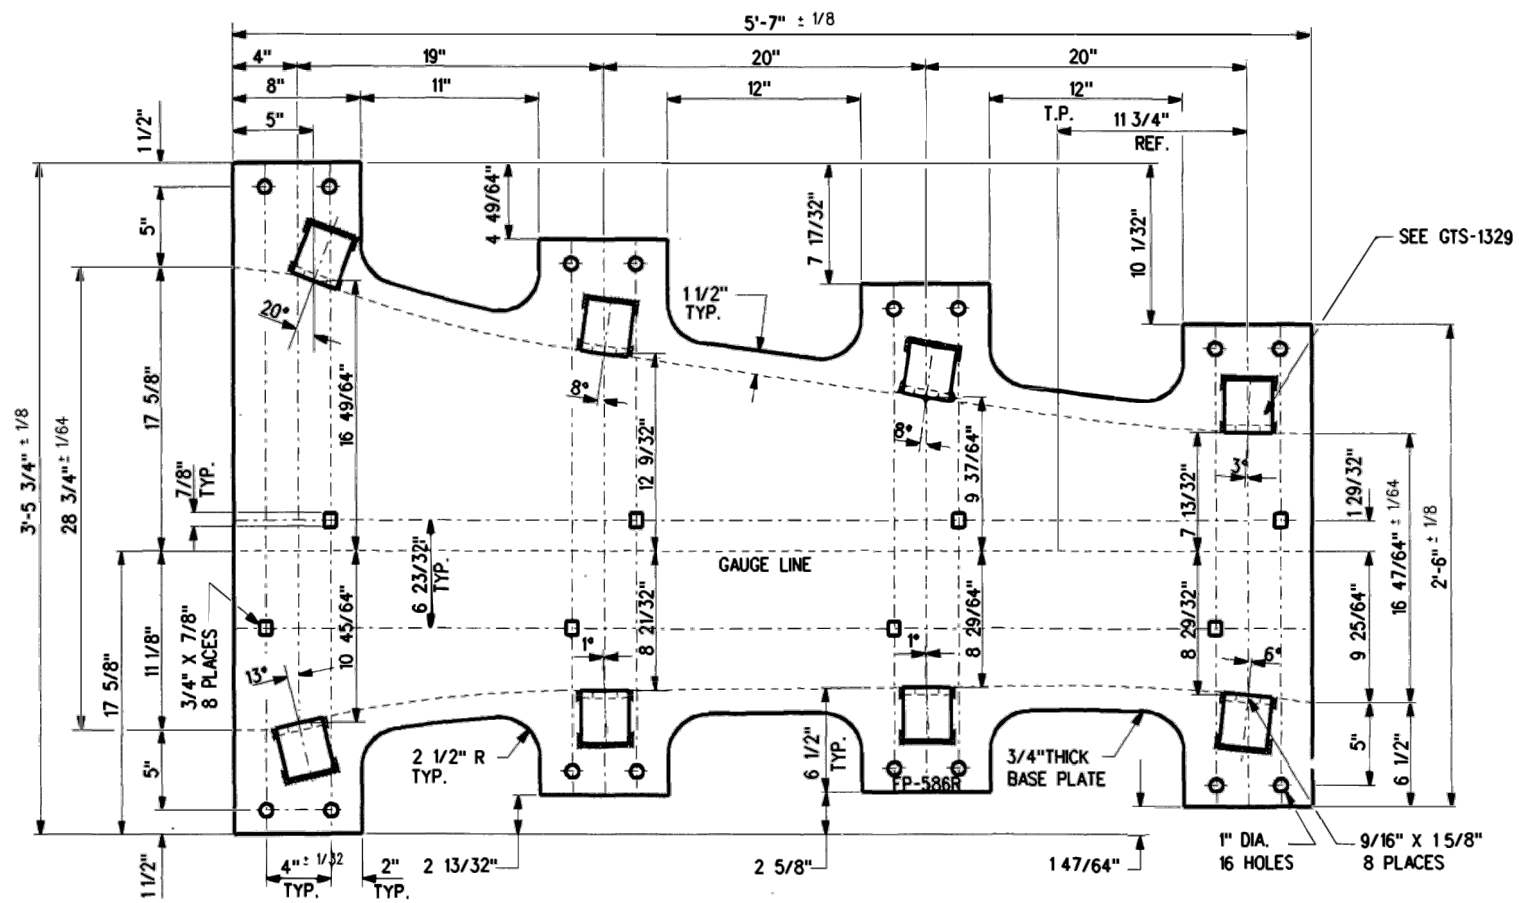 5'-7" ± 1/8
4" 19" 20" 20"
8" 11" 12" 12"
5" T.P. 11 3/4"
REF.
1 1/2"
5"
4 49/64"
7 17/32"
10 1/32"
SEE GTS-1329
1 1/2"
TYP.
20°
8°
8°
3°
3'-5 3/4" ± 1/8
28 3/4" ± 1/64
17 5/8"
7/8"
TYP.
16 49/64"
12 9/32"
9 37/64"
7 13/32"
1 29/32"
16 47/64" ± 1/64
2'-6" ± 1/8
GAUGE LINE
6 23/32"
TYP.
17 5/8"
11 1/8"
3/4" X 7/8"
8 PLACES
10 45/64"
8 21/32"
8 29/64"
8 29/32"
9 25/64"
13°
1°
1°
6°
5"
2 1/2" R
TYP.
6 1/2"
TYP.
3/4" THICK
BASE PLATE
FP-586R
5"
6 1/2"
1 1/2"
4" ± 1/32
TYP.
2"
TYP.
2 13/32"
2 5/8"
1 47/64"
1" DIA.
16 HOLES
9/16" X 1 5/8"
8 PLACES